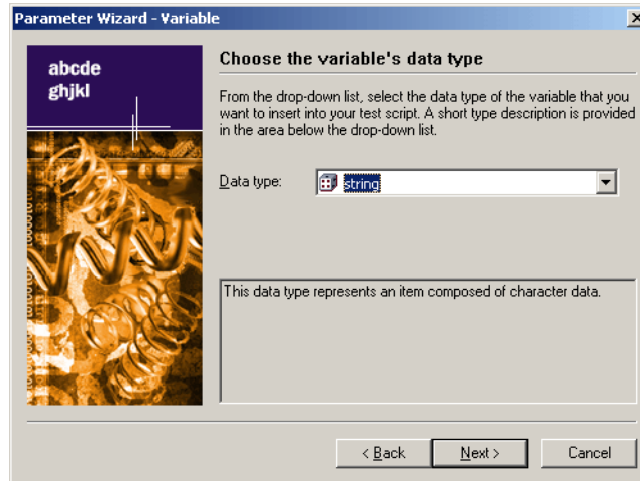 Parameter Wizard - Variable
abcde
ghjkl
Choose the variable's data type
From the drop-down list, select the data type of the variable that you
want to insert into your test script. A short type description is provided
in the area below the drop-down list.
Data type: string
This data type represents an item composed of character data.
< Back Next > Cancel